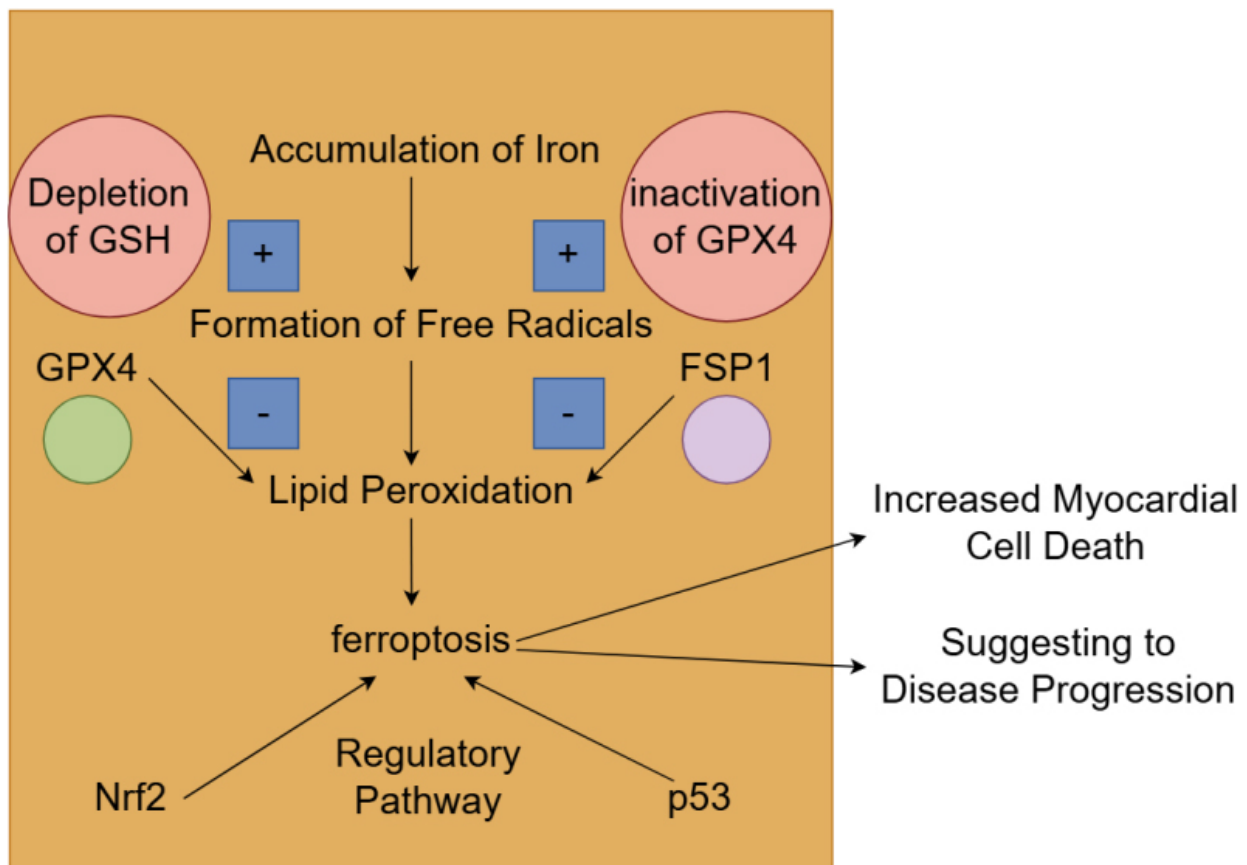 Accumulation of Iron
Depletion
of GSH
inactivation
of GPX4
+
+
Formation of Free Radicals
GPX4
FSP1
-
-
Lipid Peroxidation
Increased Myocardial
Cell Death
ferroptosis
Suggesting to
Disease Progression
Regulatory
Pathway
Nrf2
p53